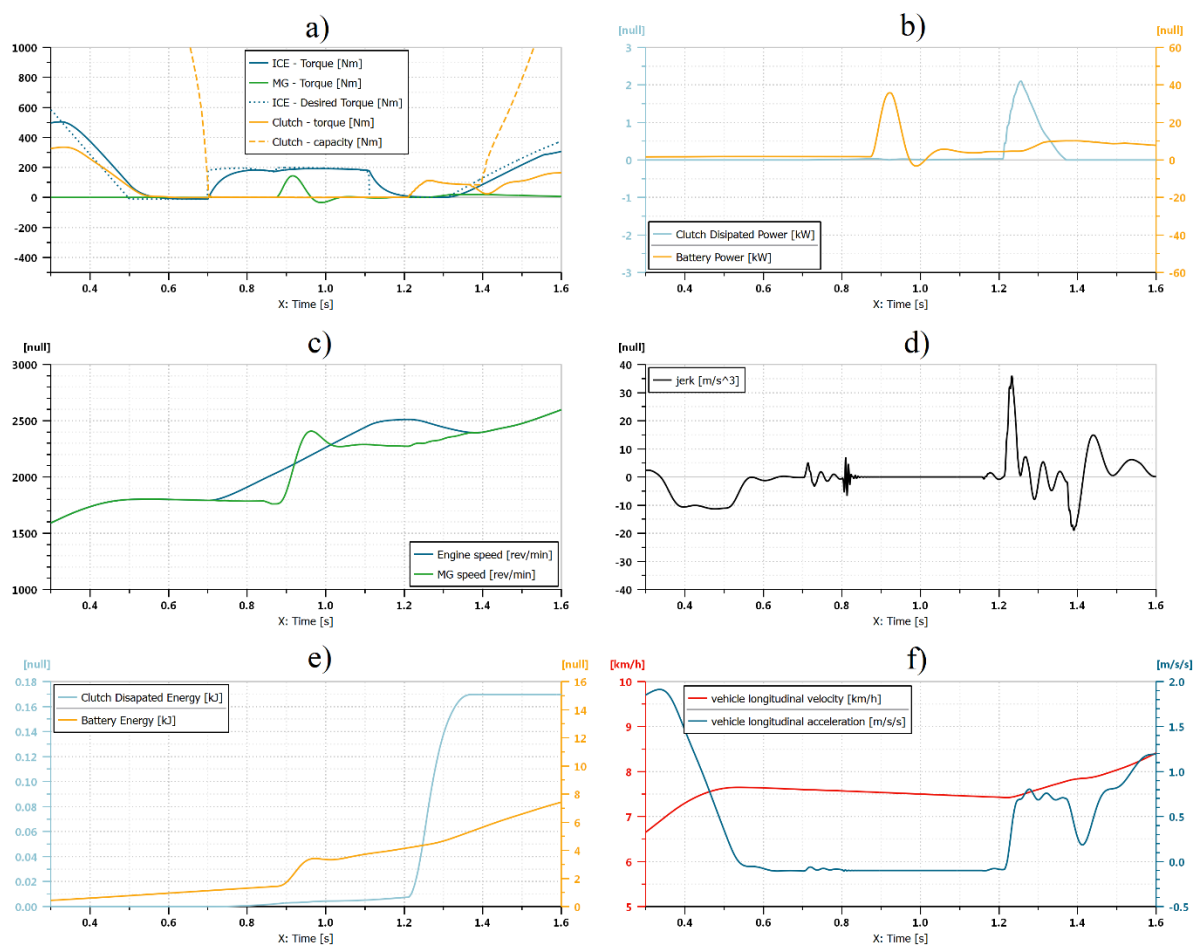 a)
1000
800
600
400
200
0
-200
-400
ICE - Torque [Nm]
MG - Torque [Nm]
ICE - Desired Torque [Nm]
Clutch - torque [Nm]
Clutch - capacity [Nm]
0.4 0.6 0.8 1.0 1.2 1.4 1.6
X: Time [s]
b)
[null] [null]
3 60
2 40
1 20
0 0
-1 -20
-2 -40
-3 -60
Clutch Disipated Power [kW]
Battery Power [kW]
0.4 0.6 0.8 1.0 1.2 1.4 1.6
X: Time [s]
c)
[null]
3000
2500
2000
1500
1000
Engine speed [rev/min]
MG speed [rev/min]
0.4 0.6 0.8 1.0 1.2 1.4 1.6
X: Time [s]
d)
[null]
40
30
20
10
0
-10
-20
-30
-40
jerk [m/s^3]
0.4 0.6 0.8 1.0 1.2 1.4 1.6
X: Time [s]
e)
[null] [null]
0.18 16
0.16 14
0.14 12
0.12 10
0.10 8
0.08 6
0.06 4
0.04 2
0.02 0
0.00
Clutch Disapated Energy [kJ]
Battery Energy [kJ]
0.4 0.6 0.8 1.0 1.2 1.4 1.6
X: Time [s]
f)
[km/h] [m/s/s]
10 2.0
9 1.5
8 1.0
7 0.5
6 0.0
5 -0.5
vehicle longitudinal velocity [km/h]
vehicle longitudinal acceleration [m/s/s]
0.4 0.6 0.8 1.0 1.2 1.4 1.6
X: Time [s]